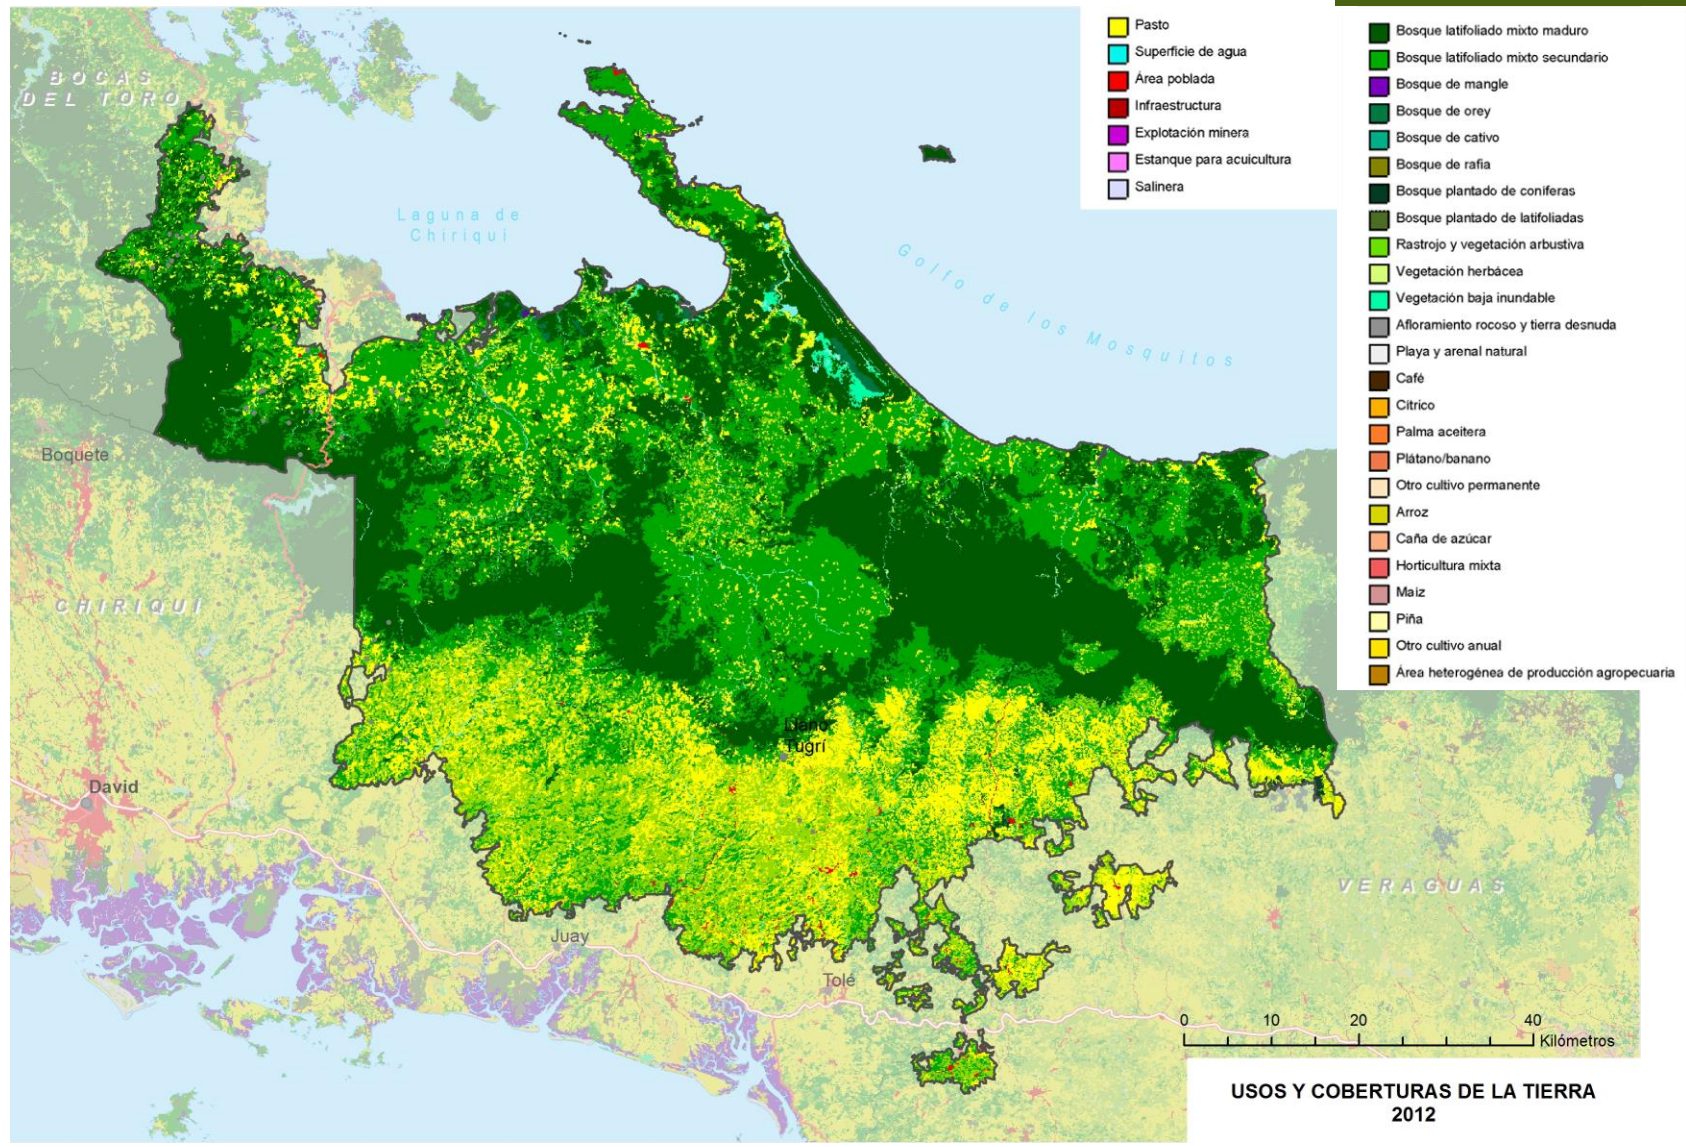 BOCAS
DEL TORO
Laguna de
Chiriquí
Golfo de los Mosquitos
Boquete
CHIRIQUÍ
Llano
Tugrí
David
VERAGUAS
Juay
Tolé
Pasto
Superficie de agua
Área poblada
Infraestructura
Explotación minera
Estanque para acuicultura
Salinera
Bosque latifoliado mixto maduro
Bosque latifoliado mixto secundario
Bosque de mangle
Bosque de orey
Bosque de cativo
Bosque de rafia
Bosque plantado de coníferas
Bosque plantado de latifoliadas
Rastrojo y vegetación arbustiva
Vegetación herbácea
Vegetación baja inundable
Afloramiento rocoso y tierra desnuda
Playa y arenal natural
Café
Cítrico
Palma aceitera
Plátano/banano
Otro cultivo permanente
Arroz
Caña de azúcar
Horticultura mixta
Maíz
Piña
Otro cultivo anual
Área heterogénea de producción agropecuaria
0 10 20 40
Kilómetros
USOS Y COBERTURAS DE LA TIERRA
2012